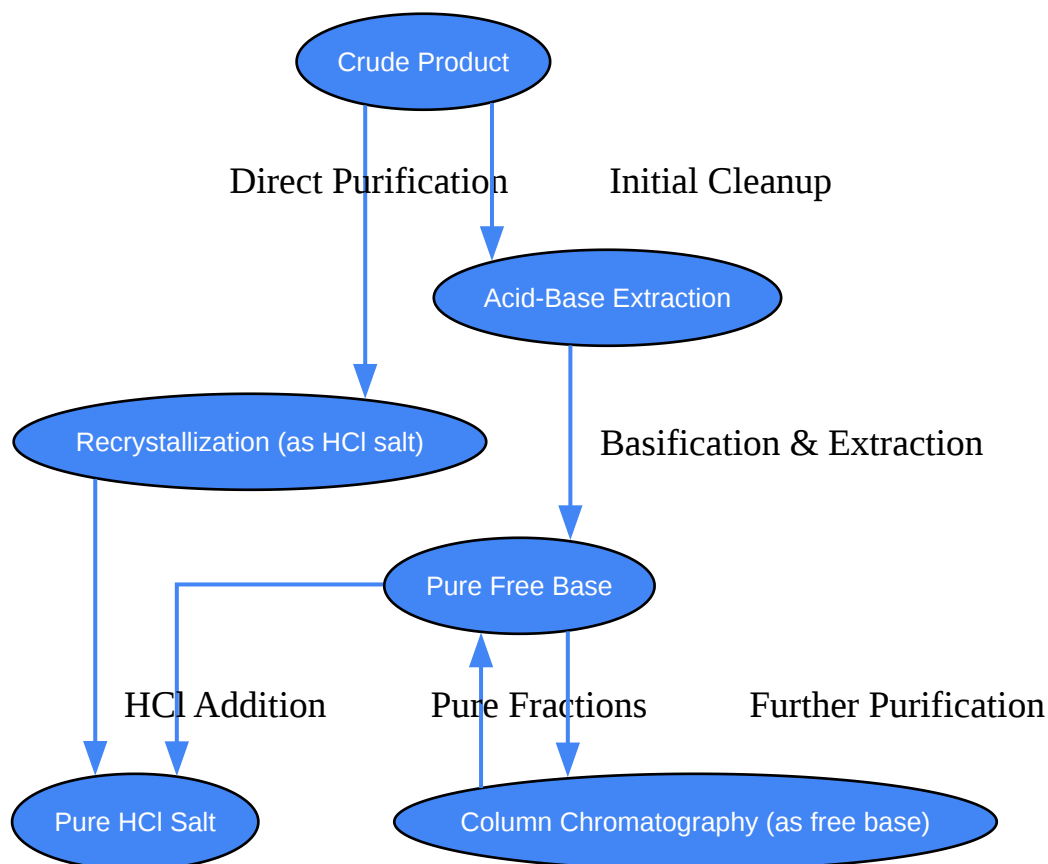 Crude Product
Direct Purification
Initial Cleanup
Acid-Base Extraction
Recrystallization (as HCl salt)
Basification & Extraction
Pure Free Base
HCl Addition
Pure Fractions
Further Purification
Pure HCl Salt
Column Chromatography (as free base)